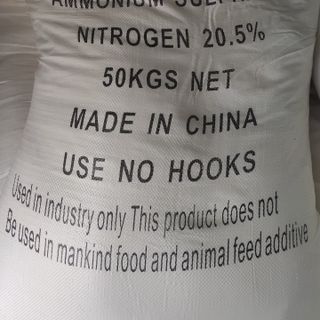 AMMONIUM
NITROGEN 20.5%
50KGS NET
MADE IN CHINA
USE NO HOOKS
Used in industry only This product does not
Be used in mankind food and animal feed additive